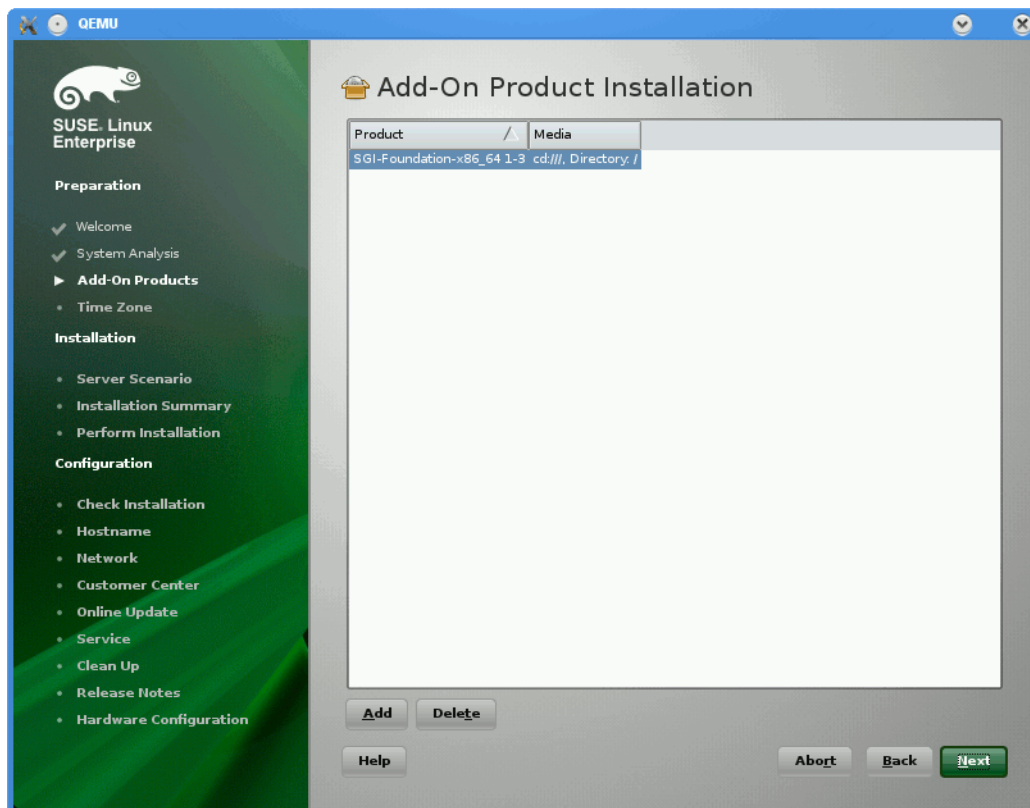 QEMU
SUSE. Linux
Enterprise
Preparation
Welcome
System Analysis
Add-On Products
Time Zone
Installation
Server Scenario
Installation Summary
Perform Installation
Configuration
Check Installation
Hostname
Network
Customer Center
Online Update
Service
Clean Up
Release Notes
Hardware Configuration
Add-On Product Installation
Product Media
SGI-Foundation-x86_64 1-3 cd:///, Directory: /
Add Delete
Help Abort Back Next